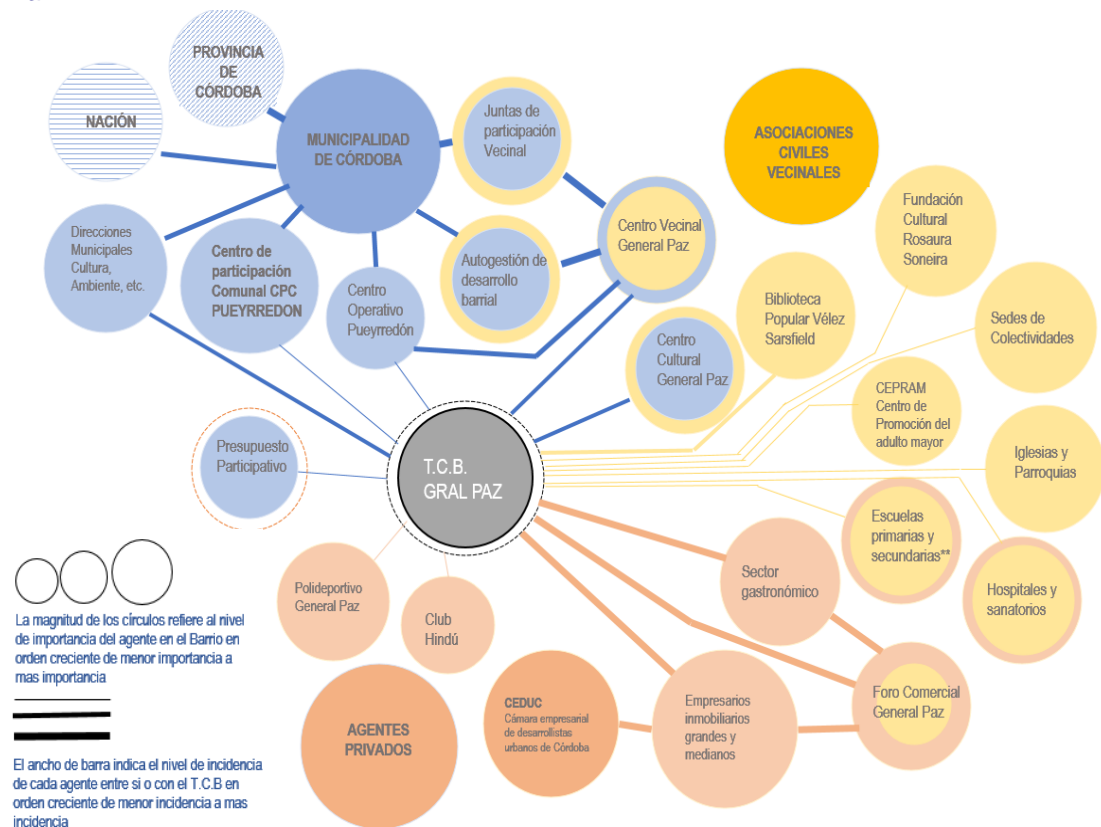 PROVINCIA
DE
CÓRDOBA
NACIÓN
MUNICIPALIDAD
DE CÓRDOBA
Juntas de
participación
Vecinal
ASOCIACIONES
CIVILES
VECINALES
Fundación
Cultural
Rosaura
Soneira
Direcciones
Municipales
Cultura,
Ambiente, etc.
Centro de
participación
Comunal CPC
PUEYRREDON
Centro
Operativo
Pueyrredón
Autogestión de
desarrollo
barrial
Centro Vecinal
General Paz
Biblioteca
Popular Vélez
Sarsfield
Sedes de
Colectividades
Centro
Cultural
General Paz
CEPRAM
Centro de
Promoción del
adulto mayor
Iglesias y
Parroquias
Presupuesto
Participativo
T.C.B.
GRAL PAZ
Escuelas
primarias y
secundarias**
Hospitales y
sanatorios
Polideportivo
General Paz
Club
Hindú
Sector
gastronómico
AGENTES
PRIVADOS
CEDUC
Cámara empresarial
de desarrollistas
urbanos de Córdoba
Empresarios
inmobiliarios
grandes y
medianos
Foro Comercial
General Paz
La magnitud de los círculos refiere al nivel
de importancia del agente en el Barrio en
orden creciente de menor importancia a
mas importancia
El ancho de barra indica el nivel de incidencia
de cada agente entre si o con el T.C.B en
orden creciente de menor incidencia a mas
incidencia